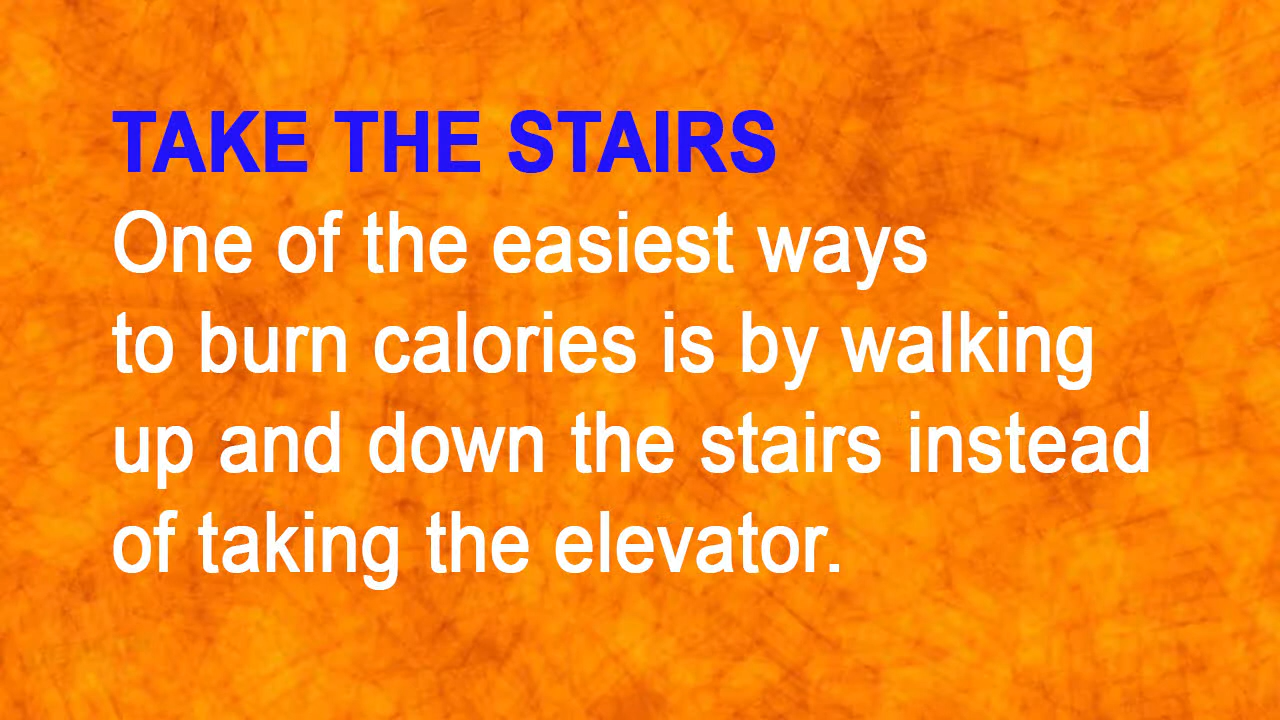 TAKE THE STAIRS
One of the easiest ways
to burn calories is by walking
up and down the stairs instead
of taking the elevator.